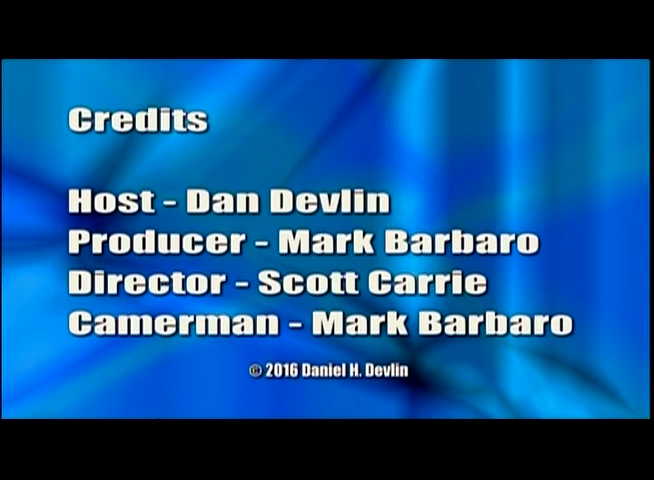 Credits
Host - Dan Devlin
Producer - Mark Barbaro
Director - Scott Carrie
Camerman - Mark Barbaro
© 2016 Daniel H. Devlin